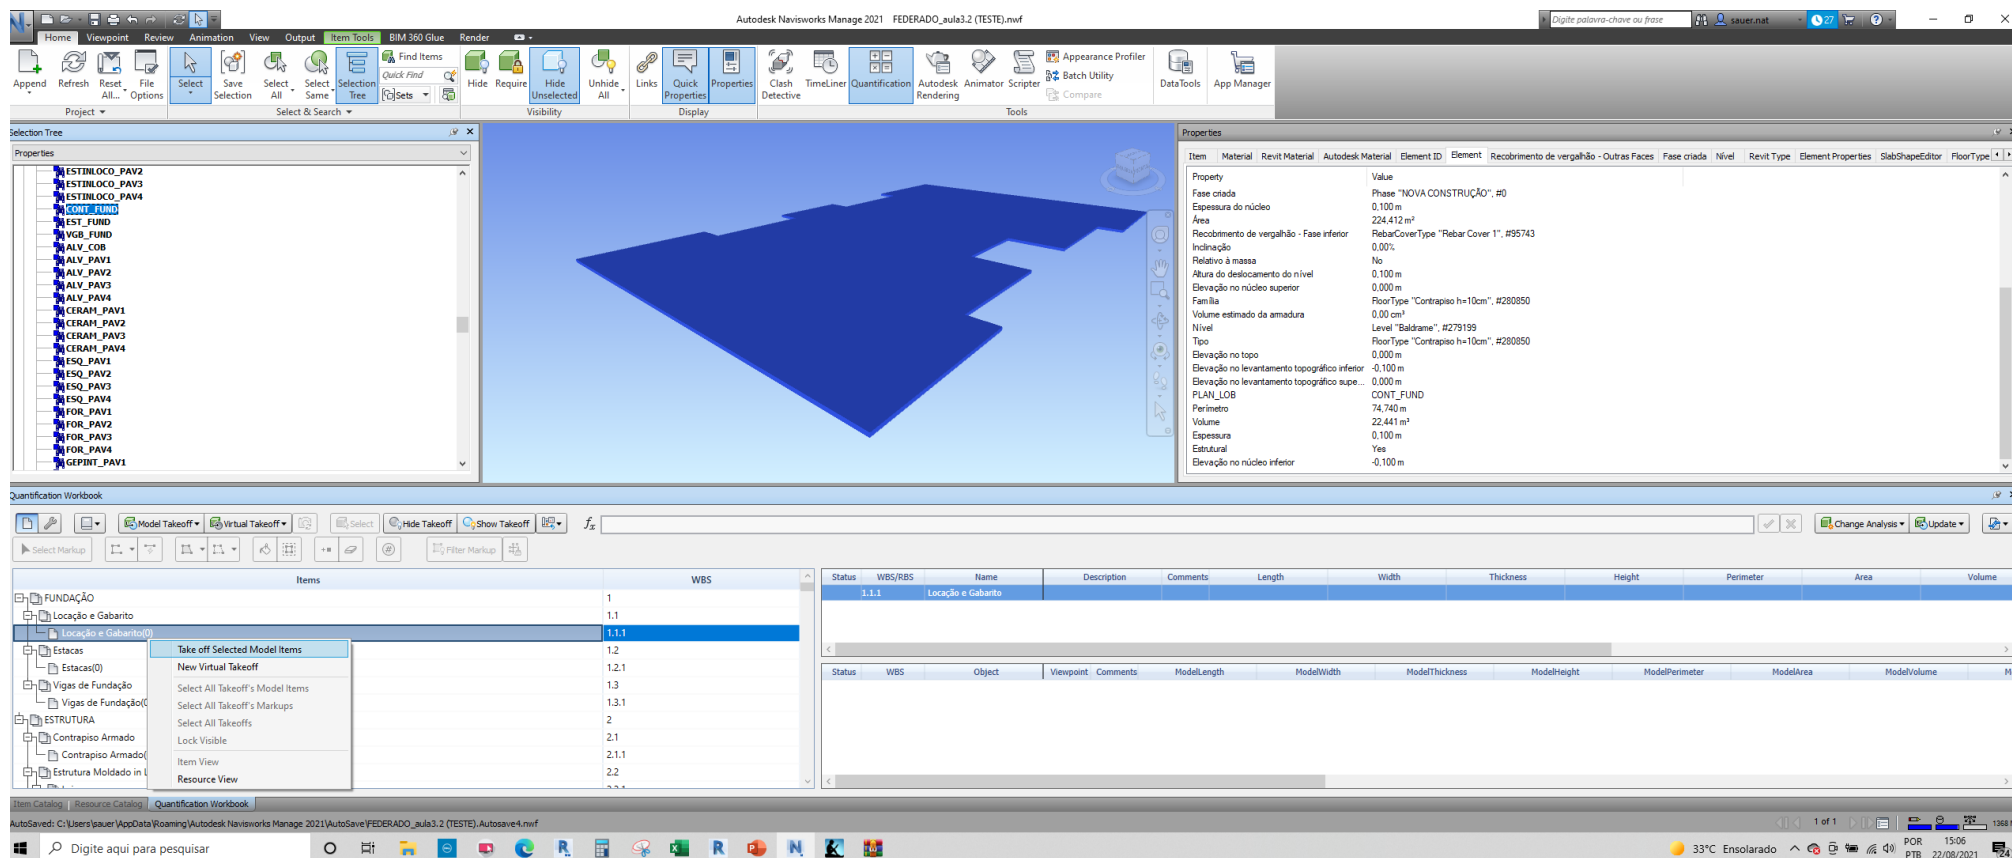 Autodesk Navisworks Manage 2021 FEDERADO_aula3.2 (TESTE).nwf
Digite palavra-chave ou frase
sauer.nat
27
Home Viewpoint Review Animation View Output Item Tools BIM 360 Glue Render
Append
Refresh
Reset All...
File Options
Select
Save Selection
Select All
Select Same
Selection Tree
Find Items
Quick Find
Sets
Hide
Require
Hide Unselected
Unhide All
Links
Quick Properties
Properties
Clash Detective
TimeLiner
Quantification
Autodesk Rendering
Animator
Scripter
Appearance Profiler
Batch Utility
Compare
DataTools
App Manager
Project
Select & Search
Visibility
Display
Tools
Selection Tree
Properties
ESTINLOCO_PAV2
ESTINLOCO_PAV3
ESTINLOCO_PAV4
CONT_FUND
EST_FUND
VGB_FUND
ALV_COB
ALV_PAV1
ALV_PAV2
ALV_PAV3
ALV_PAV4
CERAM_PAV1
CERAM_PAV2
CERAM_PAV3
CERAM_PAV4
ESQ_PAV1
ESQ_PAV2
ESQ_PAV3
ESQ_PAV4
FOR_PAV1
FOR_PAV2
FOR_PAV3
FOR_PAV4
GEPINT_PAV1
Properties
Item Material Revit Material Autodesk Material Element ID Element Recobrimento de vergalhão - Outras Faces Fase criada Nível Revit Type Element Properties SlabShapeEditor FloorType
Property Value
Fase criada Phase "NOVA CONSTRUÇÃO", #0
Espessura do núcleo 0,100 m
Área 224,412 m²
Recobrimento de vergalhão - Fase inferior RebarCoverType "Rebar Cover 1", #95743
Inclinação 0,00%
Relativo à massa No
Altura do deslocamento do nível 0,100 m
Elevação no núcleo superior 0,000 m
Família FloorType "Contrapiso h=10cm", #280850
Volume estimado da armadura 0,00 cm³
Nível Level "Baldrame", #279199
Tipo FloorType "Contrapiso h=10cm", #280850
Elevação no topo 0,000 m
Elevação no levantamento topográfico inferior -0,100 m
Elevação no levantamento topográfico supe... 0,000 m
PLAN_LOB CONT_FUND
Perímetro 74,740 m
Volume 22,441 m³
Espessura 0,100 m
Estrutural Yes
Elevação no núcleo inferior -0,100 m
Quantification Workbook
Model Takeoff Virtual Takeoff Select Hide Takeoff Show Takeoff fx Change Analysis Update
Select Markup Filter Markup
Items WBS
FUNDAÇÃO 1
Locação e Gabarito 1.1
Locação e Gabarito(0) 1.1.1
Estacas 1.2
Estacas(0) 1.2.1
Vigas de Fundação 1.3
Vigas de Fundação(0 1.3.1
ESTRUTURA 2
Contrapiso Armado 2.1
Contrapiso Armado( 2.1.1
Estrutura Moldado in L 2.2
Take off Selected Model Items
New Virtual Takeoff
Select All Takeoff's Model Items
Select All Takeoff's Markups
Select All Takeoffs
Lock Visible
Item View
Resource View
Status WBS/RBS Name Description Comments Length Width Thickness Height Perimeter Area Volume
1.1.1 Locação e Gabarito
Status WBS Object Viewpoint Comments ModelLength ModelWidth ModelThickness ModelHeight ModelPerimeter ModelArea ModelVolume
Item Catalog Resource Catalog Quantification Workbook
AutoSaved: C:\Users\sauer\AppData\Roaming\Autodesk Navisworks Manage 2021\AutoSave\FEDERADO_aula3.2 (TESTE).Autosave4.nwf
1 of 1
1368
Digite aqui para pesquisar
33°C Ensolarado
POR
PTB
15:06
22/08/2021